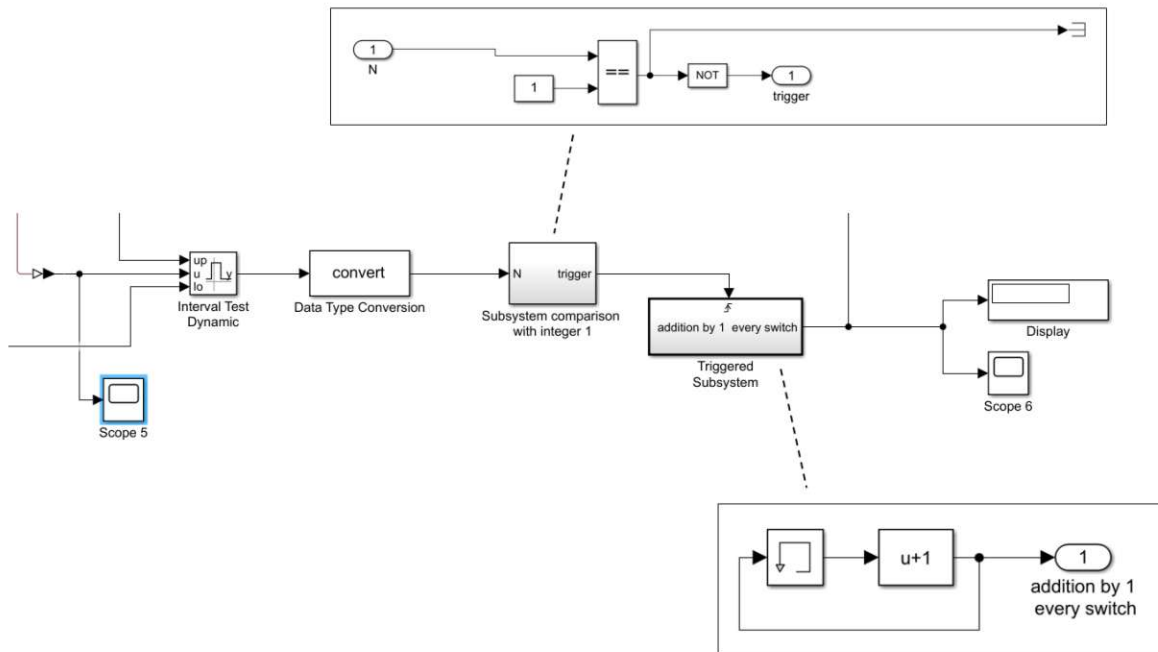 1
N
1
==
NOT
1
trigger
up
u
lo
y
Interval Test
Dynamic
convert
Data Type Conversion
N
trigger
Subsystem comparison
with integer 1
addition by 1 every switch
Triggered
Subsystem
Display
Scope 6
Scope 5
u+1
1
addition by 1
every switch